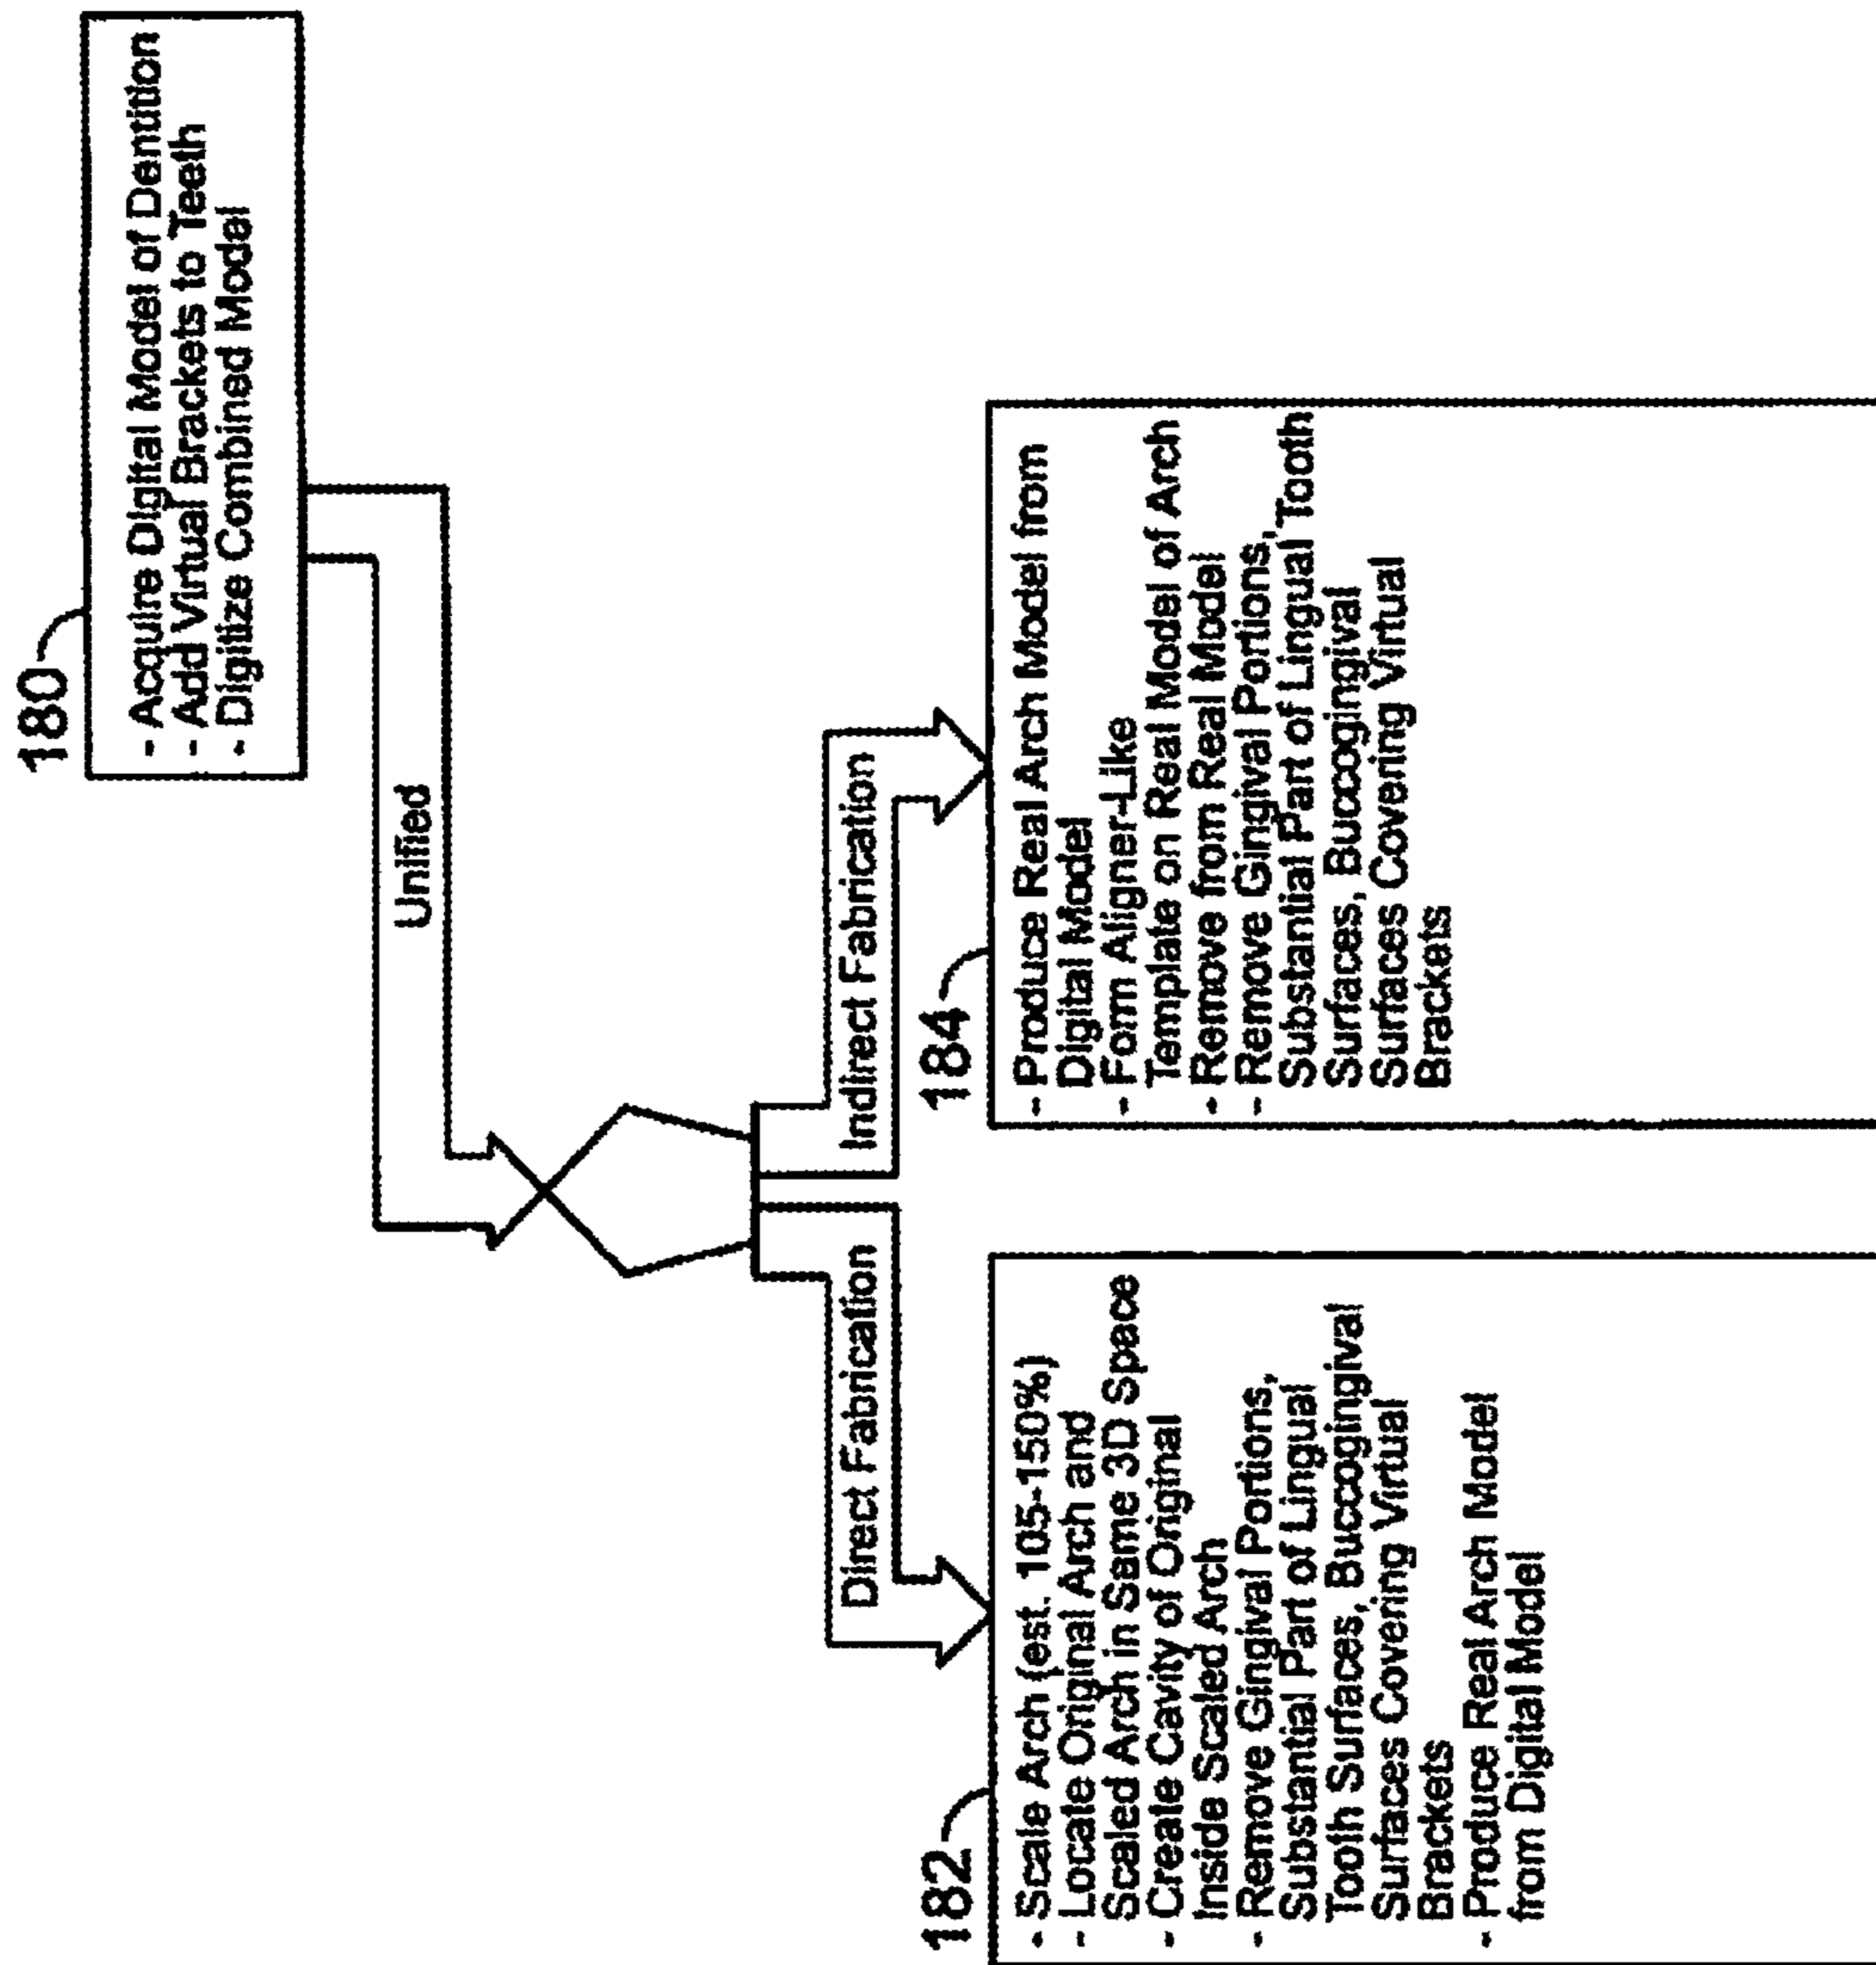 180
- Acquire Digital Model of Dentition
- Add Virtual Brackets to Teeth
- Digitize Combined Model
Unified
Direct Fabrication
Indirect Fabrication
182
- Scale Arch (est. 105-150%)
- Locate Original Arch and
Scaled Arch in Same 3D Space
- Create Cavity of Original
Inside Scaled Arch
- Remove Gingival Portions,
Substantial Part of Lingual
Tooth Surfaces, Buccogingival
Surfaces Covering Virtual
Brackets
- Produce Real Arch Model
from Digital Model
184
- Produce Real Arch Model from
Digital Model
- Form Aligner-Like
Template on Real Model of Arch
- Remove from Real Model
- Remove Gingival Portions,
Substantial Part of Lingual Tooth
Surfaces, Buccogingival
Surfaces Covering Virtual
Brackets